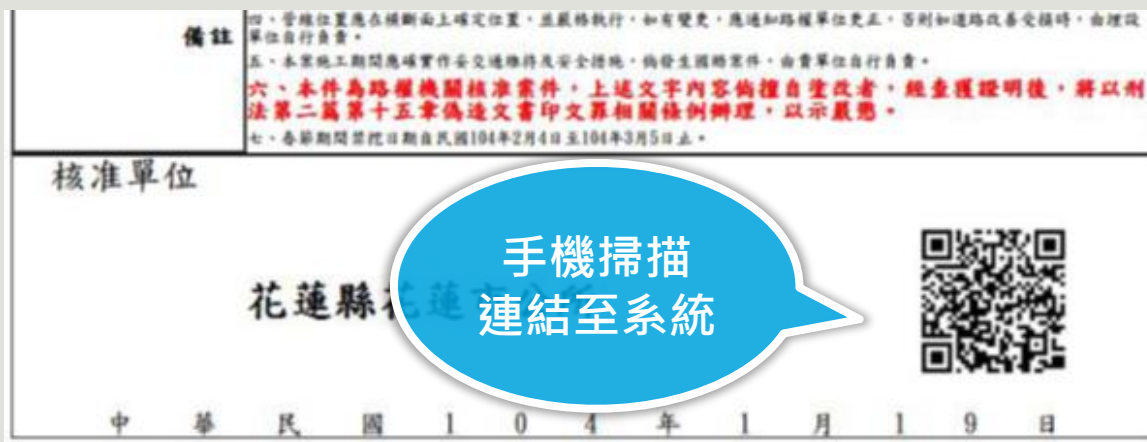 備註
四、管線位置應在橫斷面上確定位置，並嚴格執行，如有變更，應通知路權單位更正，否則如道路改善受損時，由埋設
單位自行負責。
五、本案施工期間應確實作妥交通維持及安全措施，倘發生國賠案件，由貴單位自行負責。
六、本件為路權機關核准案件，上述文字內容倘擅自塗改者，經查獲證明後，將以刑
法第二篇第十五章偽造文書印文罪相關條例辦理，以示嚴懲。
七、春節期間禁挖日期自民國104年2月4日至104年3月5日止。
核准單位
花蓮縣花蓮市公所
手機掃描
連結至系統
中華民國104年1月19日